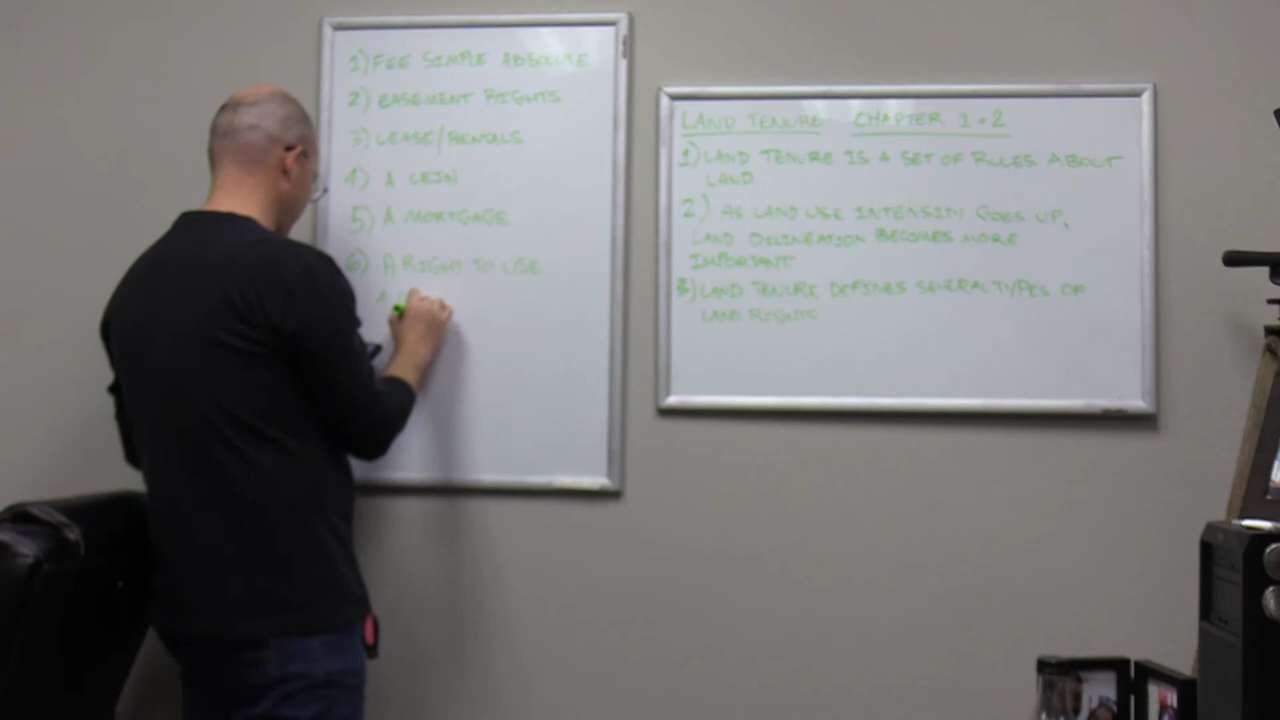 1) FEE SIMPLE ABSOLUTE
2) EASEMENT RIGHTS
3) LEASE/RENTALS
4) A LEIN
5) A MORTGAGE
6) A RIGHT TO USE
LAND TENURE CHAPTER 1+2
1) LAND TENURE IS A SET OF RULES ABOUT
LAND
2) AS LAND USE INTENSITY GOES UP,
LAND DILINEATION BECOMES MORE
IMPORTANT
3) LAND TENURE DEFINES SEVERAL TYPES OF
LAND RIGHTS